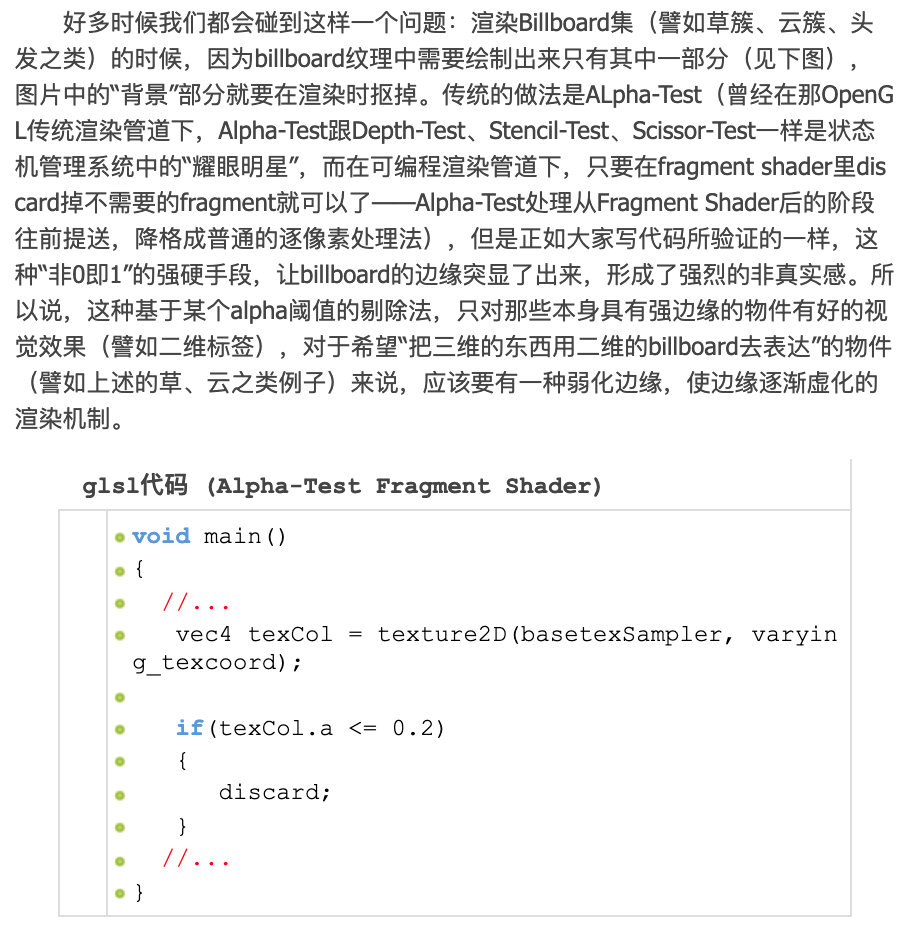 好多时候我们都会碰到这样一个问题：渲染Billboard集（譬如草簇、云簇、头
发之类）的时候，因为billboard纹理中需要绘制出来只有其中一部分（见下图），
图片中的“背景”部分就要在渲染时抠掉。传统的做法是ALpha-Test（曾经在那OpenG
L传统渲染管道下，Alpha-Test跟Depth-Test、Stencil-Test、Scissor-Test一样是状态
机管理系统中的“耀眼明星”，而在可编程渲染管道下，只要在fragment shader里dis
card掉不需要的fragment就可以了——Alpha-Test处理从Fragment Shader后的阶段
往前提送，降格成普通的逐像素处理法），但是正如大家写代码所验证的一样，这
种“非0即1”的强硬手段，让billboard的边缘突显了出来，形成了强烈的非真实感。所
以说，这种基于某个alpha阈值的剔除法，只对那些本身具有强边缘的物件有好的视
觉效果（譬如二维标签），对于希望“把三维的东西用二维的billboard去表达”的物件
（譬如上述的草、云之类例子）来说，应该要有一种弱化边缘，使边缘逐渐虚化的
渲染机制。
glsl代码 (Alpha-Test Fragment Shader)
void main()
{
//...
vec4 texCol = texture2D(basetexSampler, varyin
g_texcoord);
if(texCol.a <= 0.2)
{
discard;
}
//...
}